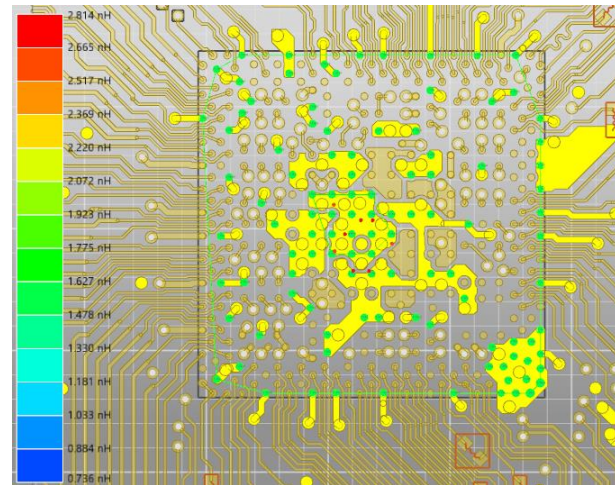 2.814 nH
2.665 nH
2.517 nH
2.369 nH
2.220 nH
2.072 nH
1.923 nH
1.775 nH
1.627 nH
1.478 nH
1.330 nH
1.181 nH
1.033 nH
0.884 nH
0.736 nH